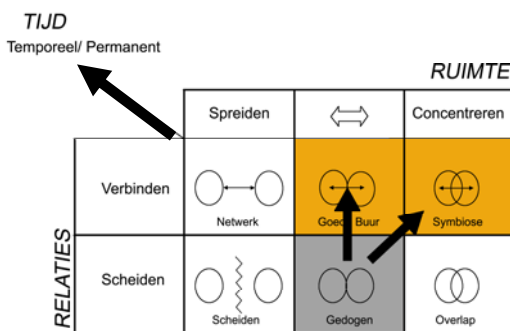 TIJD
Temporeel/ Permanent
RUIMTE
Spreiden
Concentreren
Verbinden
Netwerk
Goede Buur
Symbiose
RELATIES
Scheiden
Scheiden
Gedogen
Overlap